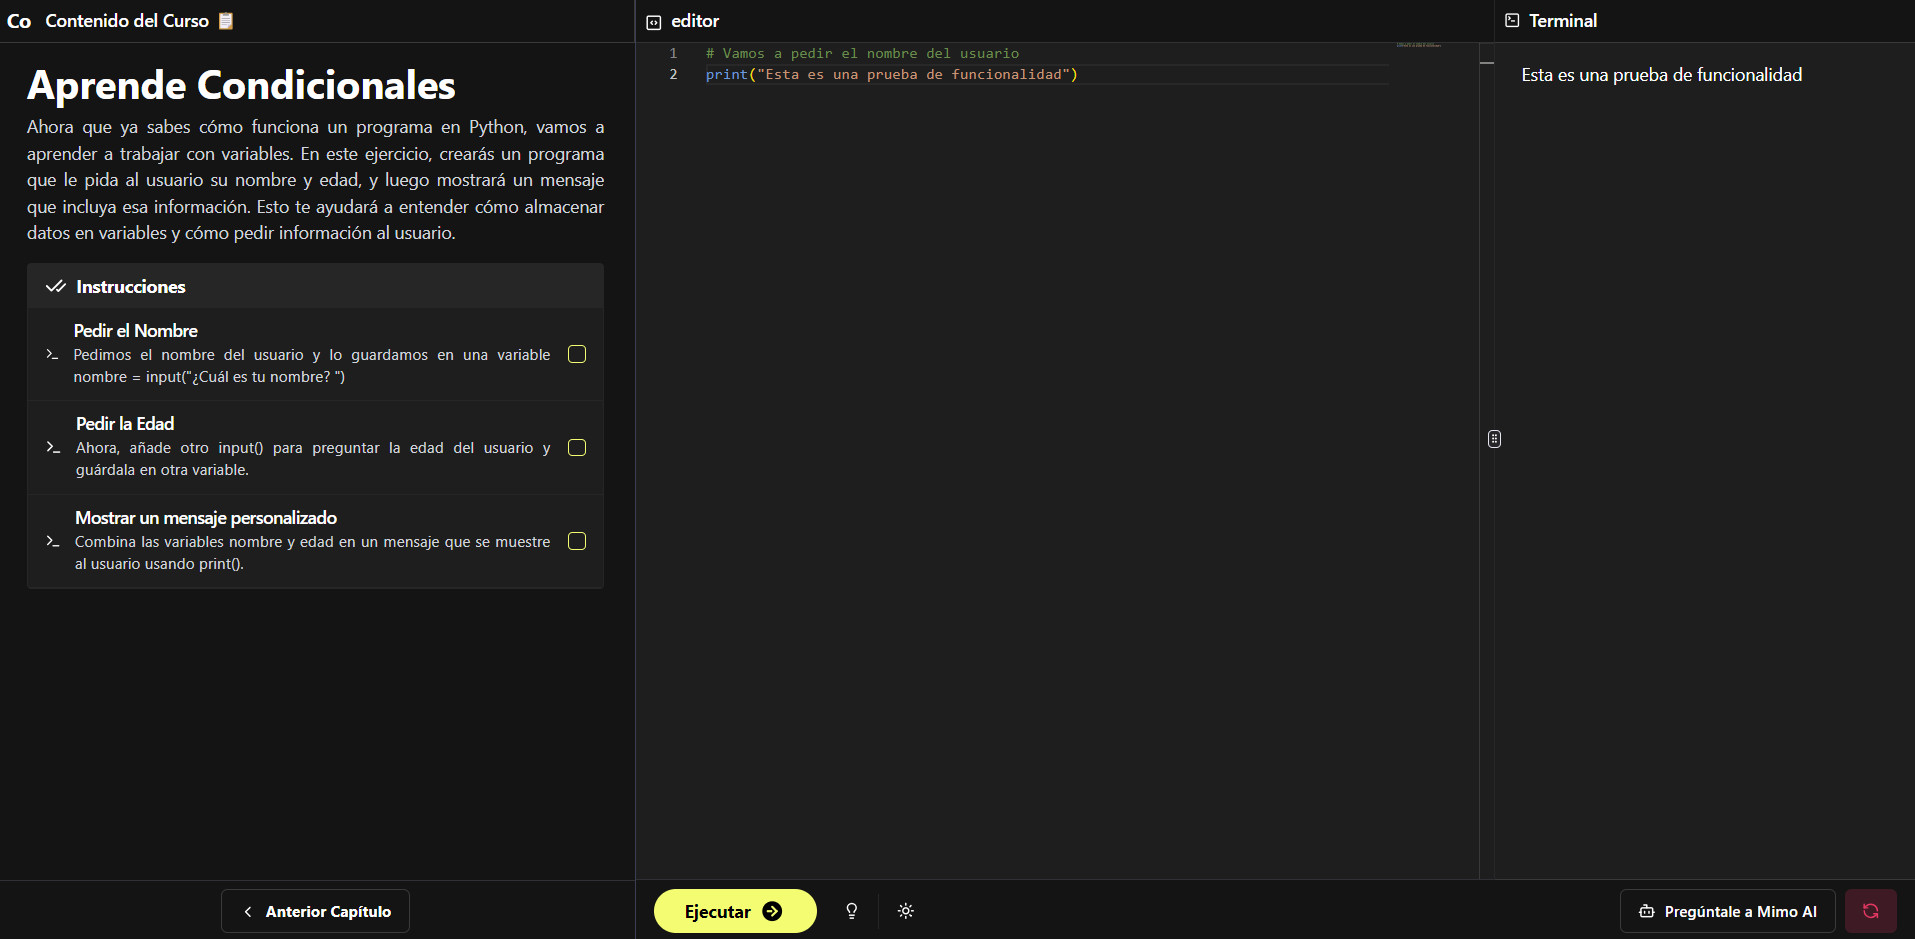 Co Contenido del Curso
Aprende Condicionales
Ahora que ya sabes cómo funciona un programa en Python, vamos a
aprender a trabajar con variables. En este ejercicio, crearás un programa
que le pida al usuario su nombre y edad, y luego mostrará un mensaje
que incluya esa información. Esto te ayudará a entender cómo almacenar
datos en variables y cómo pedir información al usuario.
Instrucciones
Pedir el Nombre
Pedimos el nombre del usuario y lo guardamos en una variable
nombre = input("¿Cuál es tu nombre? ")
Pedir la Edad
Ahora, añade otro input() para preguntar la edad del usuario y
guárdala en otra variable.
Mostrar un mensaje personalizado
Combina las variables nombre y edad en un mensaje que se muestre
al usuario usando print().
Anterior Capítulo
editor
1 # Vamos a pedir el nombre del usuario
2 print("Esta es una prueba de funcionalidad")
Ejecutar
Terminal
Esta es una prueba de funcionalidad
Pregúntale a Mimo AI